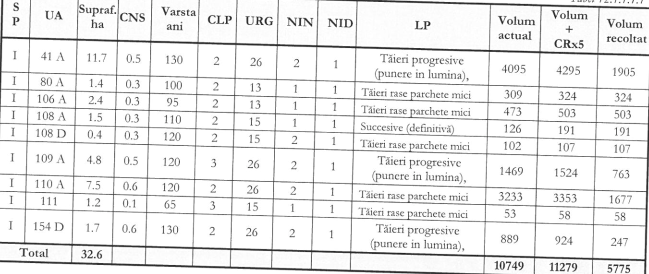 Tabel 72.1.1.1.1
S P UA Supraf. ha CNS Varsta ani CLP URG NIN NID LP Volum actual Volum + CRx5 Volum recoltat
I 41 A 11.7 0.5 130 2 26 2 1 Tăieri progresive (punere in lumina), 4095 4295 1905
I 80 A 1.4 0.3 100 2 13 1 1 Tăieri rase parchete mici 309 324 324
I 106 A 2.4 0.3 95 2 13 1 1 Tăieri rase parchete mici 473 503 503
I 108 A 1.5 0.3 110 2 15 1 1 Succesive (definitivă) 126 191 191
I 108 D 0.4 0.3 120 2 15 2 1 Tăieri rase parchete mici 102 107 107
I 109 A 4.8 0.5 120 3 26 2 1 Tăieri progresive (punere in lumina), 1469 1524 763
I 110 A 7.5 0.6 120 2 26 2 1 Tăieri rase parchete mici 3233 3353 1677
I 111 1.2 0.1 65 3 15 1 1 Tăieri rase parchete mici 53 58 58
I 154 D 1.7 0.6 130 2 26 2 1 Tăieri progresive (punere in lumina), 889 924 247
Total 32.6 10749 11279 5775